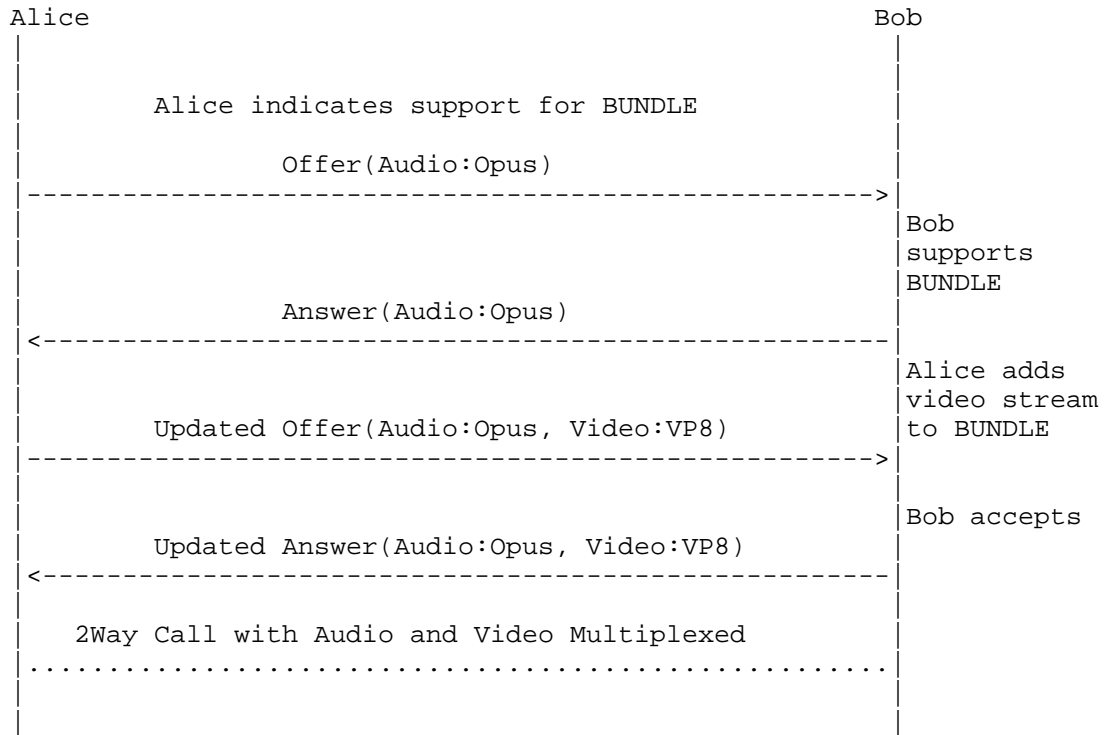 Alice Bob
Alice indicates support for BUNDLE
Offer(Audio:Opus)
|----------------------------------------------------->|
Bob
supports
BUNDLE
Answer(Audio:Opus)
|<-----------------------------------------------------|
Alice adds
video stream
Updated Offer(Audio:Opus, Video:VP8) to BUNDLE
|----------------------------------------------------->|
Bob accepts
Updated Answer(Audio:Opus, Video:VP8)
|<-----------------------------------------------------|
2Way Call with Audio and Video Multiplexed
|......................................................|